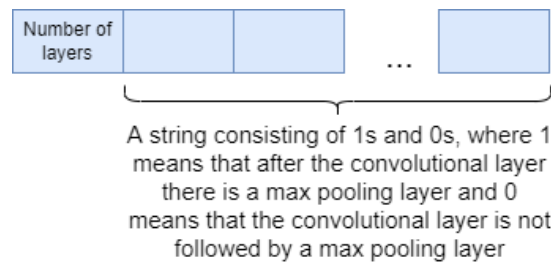 Number of
layers
...
A string consisting of 1s and 0s, where 1
means that after the convolutional layer
there is a max pooling layer and 0
means that the convolutional layer is not
followed by a max pooling layer